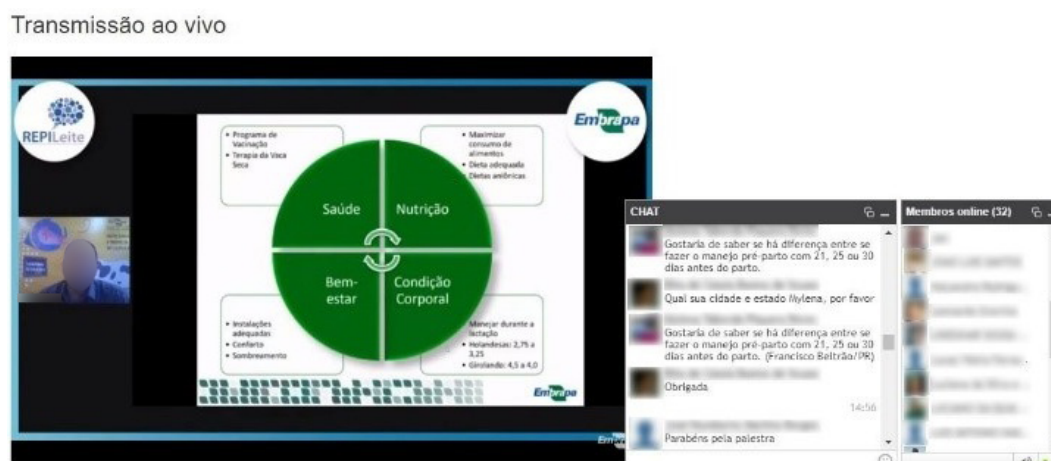 Transmissão ao vivo
REPILeite
Embrapa
• Programa de
Vacinação
• Terapia da Vaca
Seca
• Maximizar
consumo de
alimentos
• Dieta adequada
• Dietas aniônicas
Saúde
Nutrição
Bem-
estar
Condição
Corporal
• Instalações
adequadas
• Conforto
• Sombreamento
Manejar durante a
lactação
• Holandesas: 2,75 a
3,25
• Girolando: 4,5 a 4,0
Embrapa
CHAT
Gostaria de saber se há diferença entre se
fazer o manejo pré-parto com 21, 25 ou 30
dias antes do parto.
Qual sua cidade e estado Mylena, por favor
Gostaria de saber se há diferença entre se
fazer o manejo pré-parto com 21, 25 ou 30
dias antes do parto. (Francisco Beltrão/PR)
Obrigada
14:56
Parabéns pela palestra
Membros online (32)